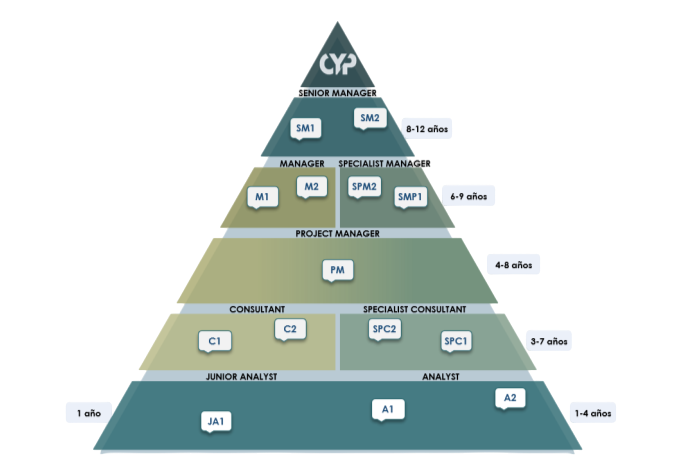 CYP
SENIOR MANAGER
SM1
SM2
8-12 años
MANAGER
SPECIALIST MANAGER
M1
M2
SPM2
SMP1
6-9 años
PROJECT MANAGER
PM
4-8 años
CONSULTANT
SPECIALIST CONSULTANT
C1
C2
SPC2
SPC1
3-7 años
JUNIOR ANALYST
ANALYST
1 año
JA1
A1
A2
1-4 años